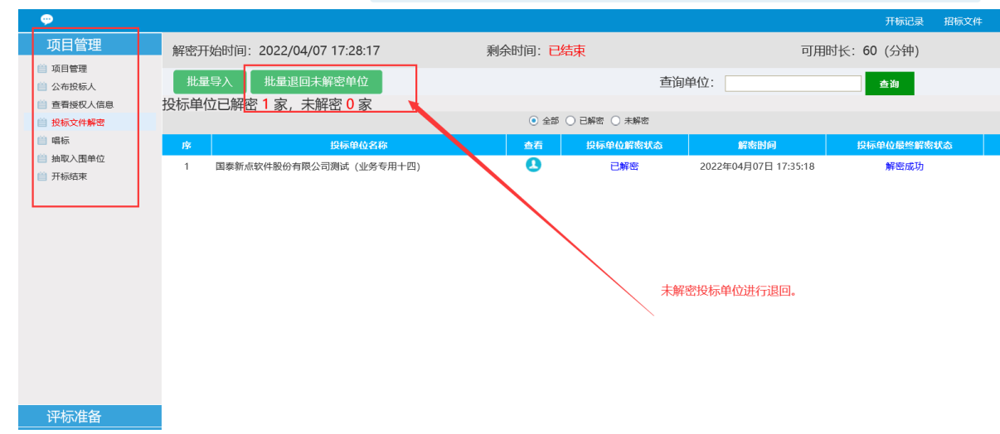 开标记录 招标文件
项目管理
解密开始时间：2022/04/07 17:28:17 剩余时间：已结束 可用时长：60（分钟）
项目管理
公布投标人
查看授权人信息
投标文件解密
唱标
抽取入围单位
开标结束
批量导入 批量退回未解密单位 查询单位： 查询
投标单位已解密 1 家，未解密 0 家
全部 已解密 未解密
序 投标单位名称 查看 投标单位解密状态 解密时间 投标单位最终解密状态
1 国泰新点软件股份有限公司测试（业务专用十四） 已解密 2022年04月07日 17:35:18 解密成功
未解密投标单位进行退回。
评标准备